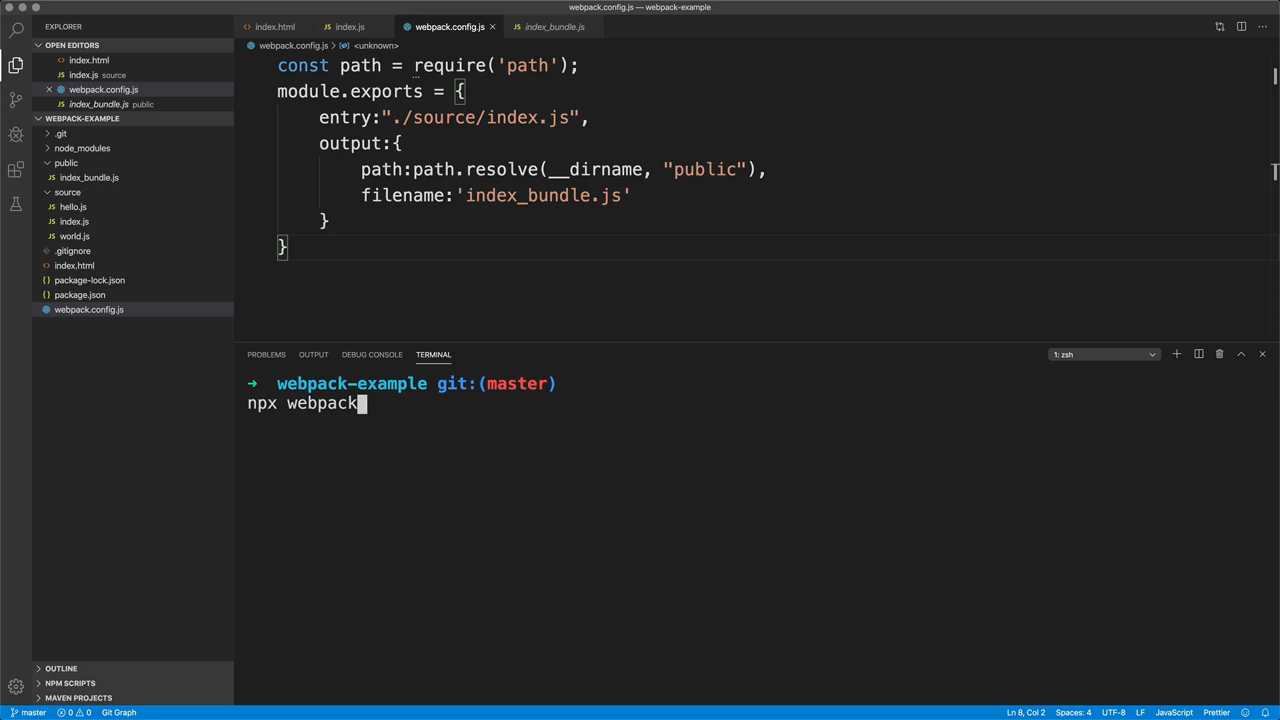 webpack.config.js — webpack-example
EXPLORER
index.html
index.js
webpack.config.js
index_bundle.js
OPEN EDITORS
index.html
index.js source
webpack.config.js
index_bundle.js public
WEBPACK-EXAMPLE
.git
node_modules
public
index_bundle.js
source
hello.js
index.js
world.js
.gitignore
index.html
package-lock.json
package.json
webpack.config.js
OUTLINE
NPM SCRIPTS
MAVEN PROJECTS
webpack.config.js > <unknown>
const path = require('path');
module.exports = {
entry:"./source/index.js",
output:{
path:path.resolve(__dirname, "public"),
filename:'index_bundle.js'
}
}
PROBLEMS
OUTPUT
DEBUG CONSOLE
TERMINAL
1: zsh
→ webpack-example git:(master)
npx webpack
master
0 0
Git Graph
Ln 8, Col 2
Spaces: 4
UTF-8
LF
JavaScript
Prettier